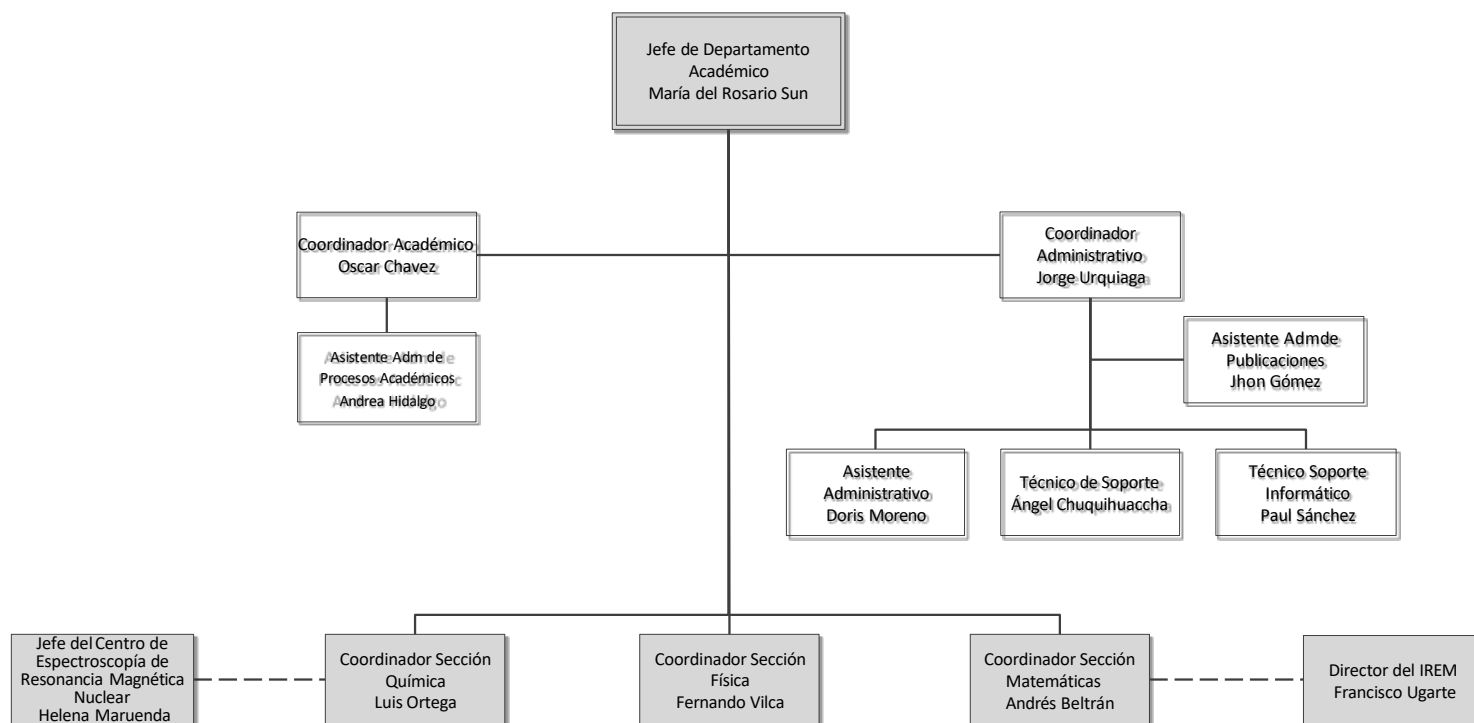 Jefe de Departamento
Académico
María del Rosario Sun
Coordinador Académico
Oscar Chavez
Coordinador
Administrativo
Jorge Urquiaga
Asistente Adm de
Procesos Académicos
Andrea Hidalgo
Asistente Admde
Publicaciones
Jhon Gómez
Asistente
Administrativo
Doris Moreno
Técnico de Soporte
Ángel Chuquihuaccha
Técnico Soporte
Informático
Paul Sánchez
Jefe del Centro de
Espectroscopía de
Resonancia Magnética
Nuclear
Helena Maruenda
Coordinador Sección
Química
Luis Ortega
Coordinador Sección
Física
Fernando Vilca
Coordinador Sección
Matemáticas
Andrés Beltrán
Director del IREM
Francisco Ugarte